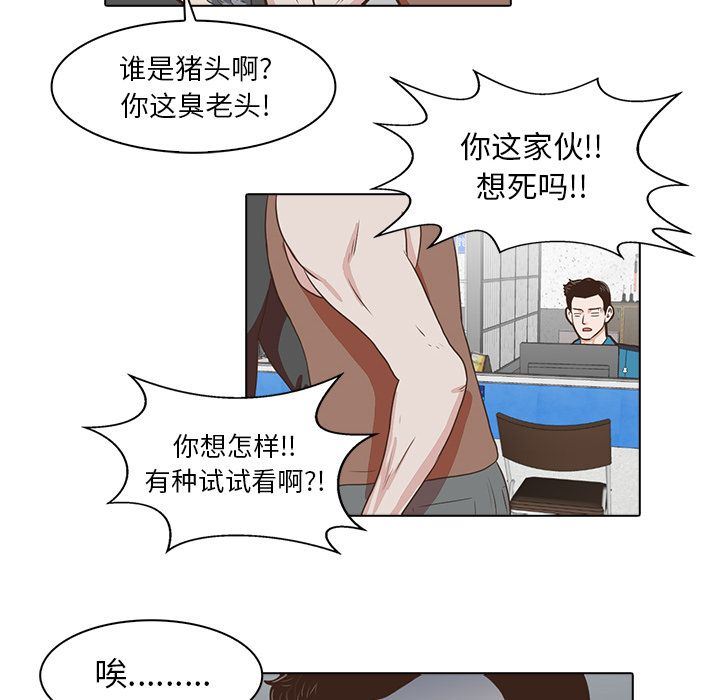 谁是猪头啊?
你这臭老头!
你这家伙!!
想死吗!!
你想怎样!!
有种试试看啊?!
唉.........